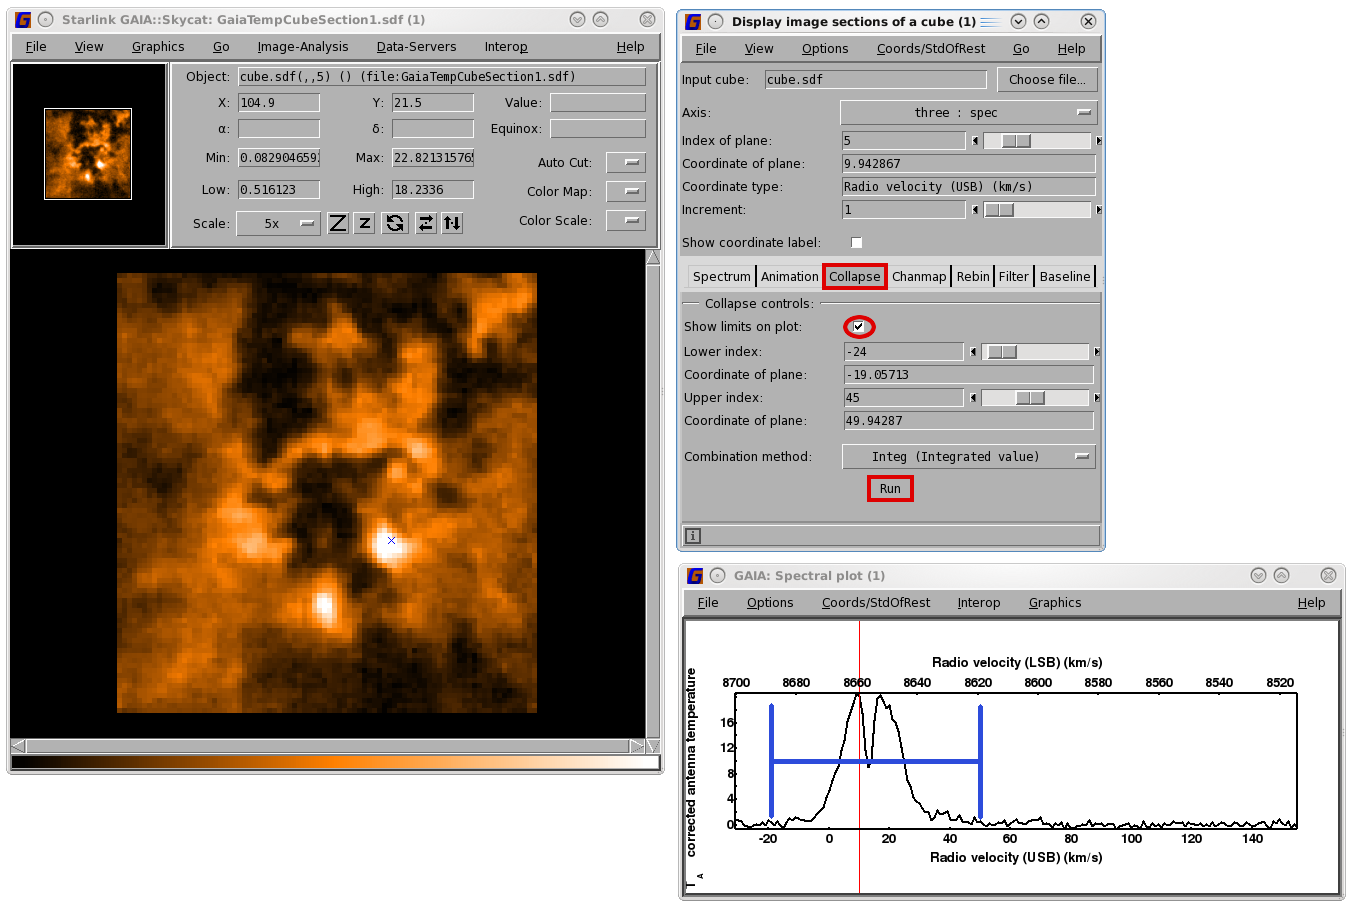 Starlink GAIA::Skycat: GaiaTempCubeSection1.sdf (1)
File View Graphics Go Image-Analysis Data-Servers Interop Help
Object: cube.sdf(,,5) () (file:GaiaTempCubeSection1.sdf)
X: 104.9 Y: 21.5 Value:
α: δ: Equinox:
Min: 0.0829046592 Max: 22.821315765 Auto Cut:
Low: 0.516123 High: 18.2336 Color Map:
Scale: 5x Z z Color Scale:
Display image sections of a cube (1)
File View Options Coords/StdOfRest Go Help
Input cube: cube.sdf Choose file...
Axis: three : spec
Index of plane: 5
Coordinate of plane: 9.942867
Coordinate type: Radio velocity (USB) (km/s)
Increment: 1
Show coordinate label:
Spectrum Animation Collapse Chanmap Rebin Filter Baseline
Collapse controls:
Show limits on plot:
Lower index: -24
Coordinate of plane: -19.05713
Upper index: 45
Coordinate of plane: 49.94287
Combination method: Integ (Integrated value)
Run
i
GAIA: Spectral plot (1)
File Options Coords/StdOfRest Interop Graphics Help
Radio velocity (LSB) (km/s)
8700 8680 8660 8640 8620 8600 8580 8560 8540 8520
16
12
8
4
0
T A corrected antenna temperature
-20 0 20 40 60 80 100 120 140
Radio velocity (USB) (km/s)